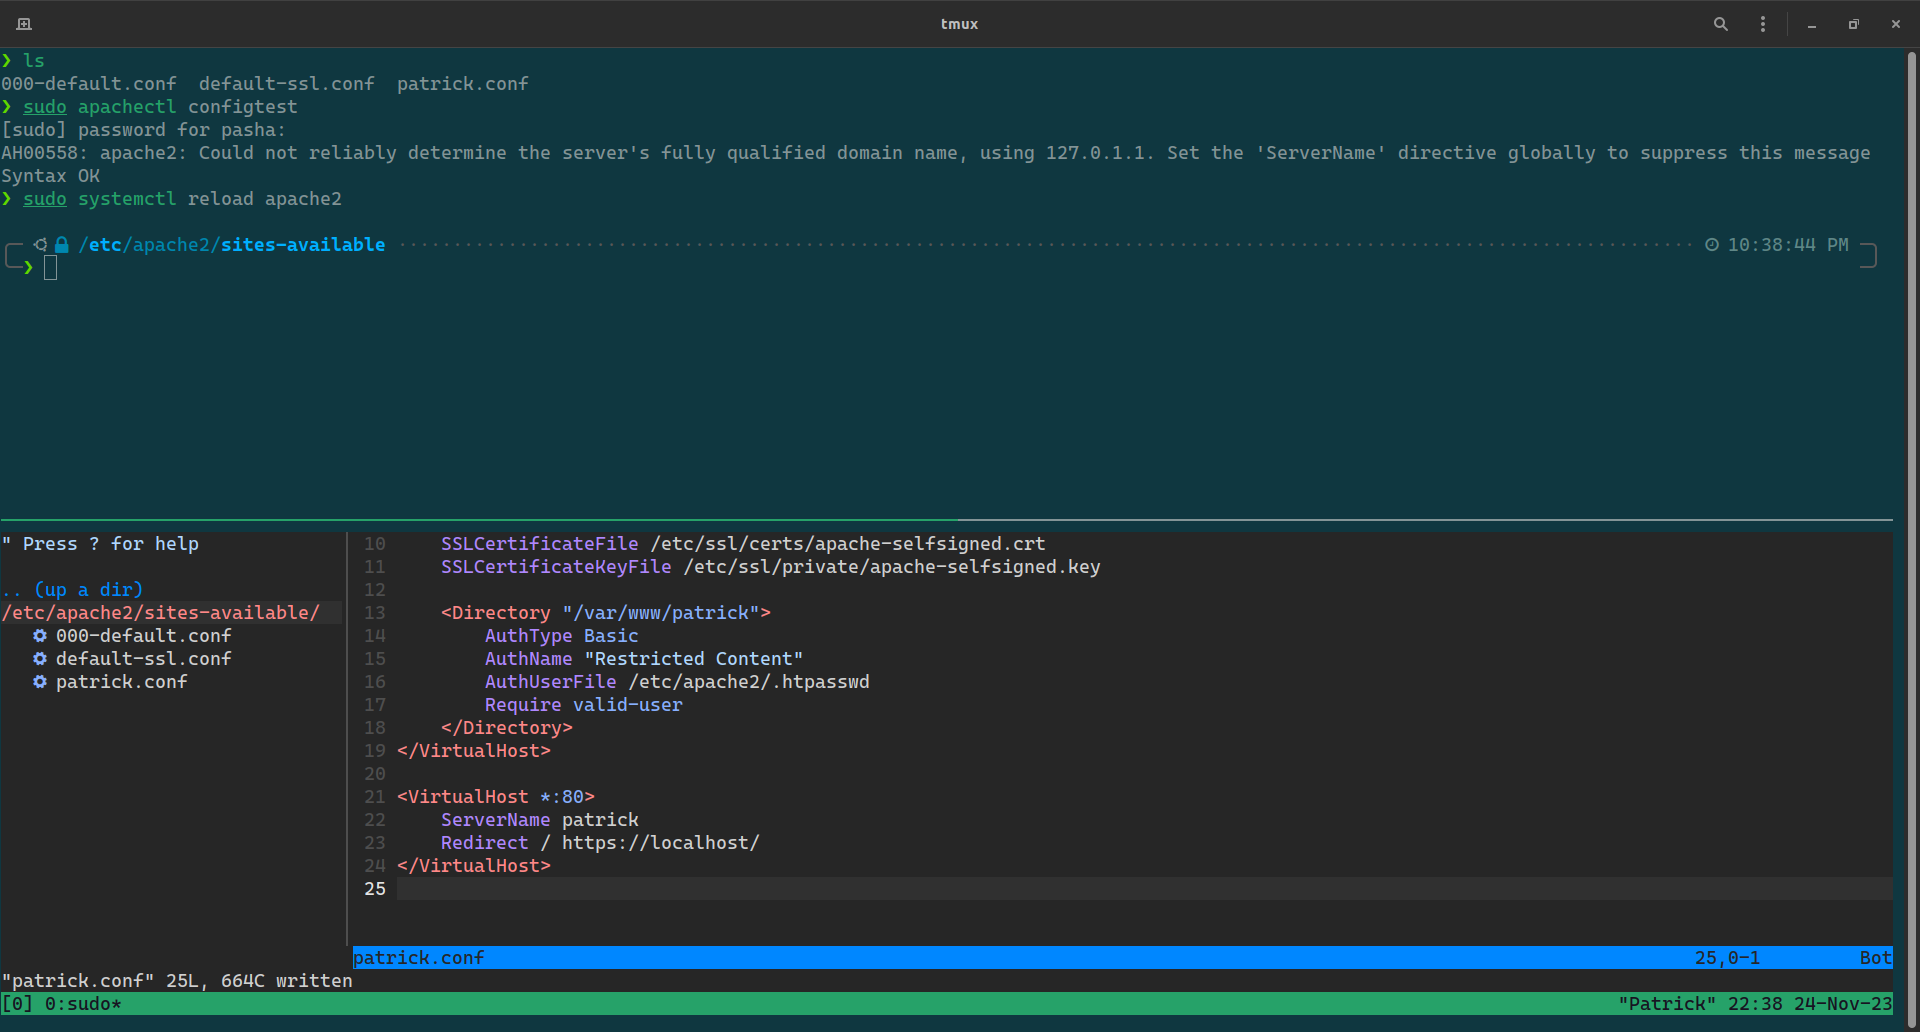 tmux
❯ ls
000-default.conf  default-ssl.conf  patrick.conf
❯ sudo apachectl configtest
[sudo] password for pasha:
AH00558: apache2: Could not reliably determine the server's fully qualified domain name, using 127.0.1.1. Set the 'ServerName' directive globally to suppress this message
Syntax OK
❯ sudo systemctl reload apache2
/etc/apache2/sites-available 10:38:44 PM
❯
" Press ? for help
.. (up a dir)
/etc/apache2/sites-available/
000-default.conf
default-ssl.conf
patrick.conf
10 SSLCertificateFile /etc/ssl/certs/apache-selfsigned.crt
11 SSLCertificateKeyFile /etc/ssl/private/apache-selfsigned.key
12
13 <Directory "/var/www/patrick">
14 AuthType Basic
15 AuthName "Restricted Content"
16 AuthUserFile /etc/apache2/.htpasswd
17 Require valid-user
18 </Directory>
19 </VirtualHost>
20
21 <VirtualHost *:80>
22 ServerName patrick
23 Redirect / https://localhost/
24 </VirtualHost>
25
patrick.conf 25,0-1 Bot
"patrick.conf" 25L, 664C written
[0] 0:sudo* "Patrick" 22:38 24-Nov-23